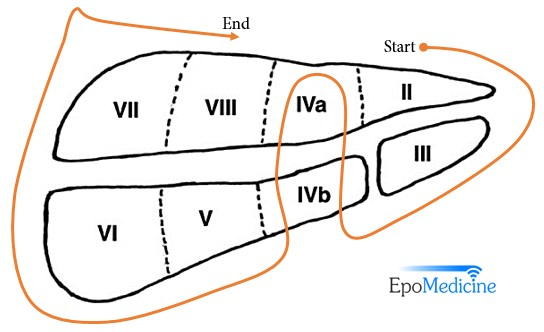 End
Start
VII
VIII
IVa
II
III
VI
V
IVb
EpoMedicine